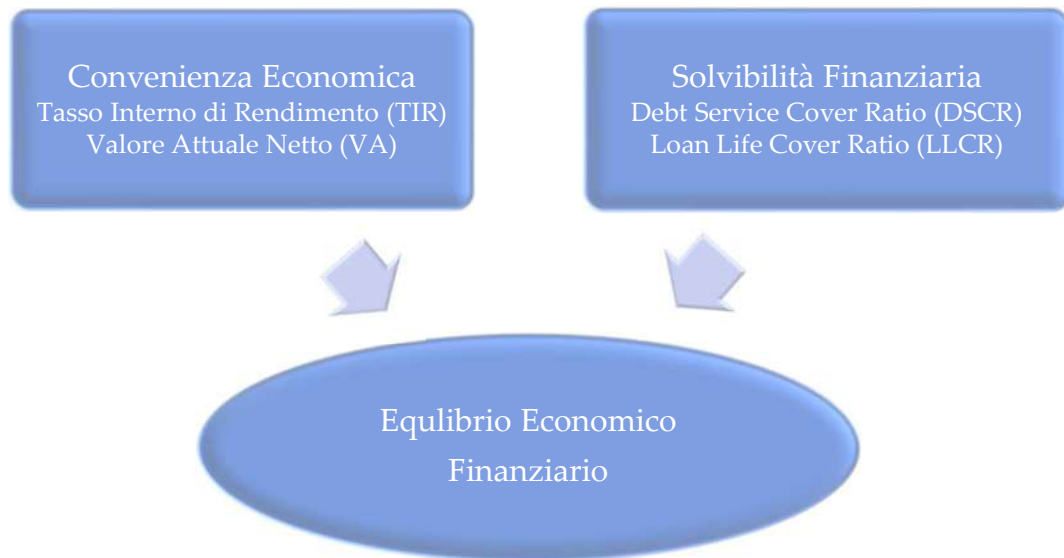 Convenienza Economica
Tasso Interno di Rendimento (TIR)
Valore Attuale Netto (VA)
Solvibilità Finanziaria
Debt Service Cover Ratio (DSCR)
Loan Life Cover Ratio (LLCR)
Equlibrio Economico
Finanziario